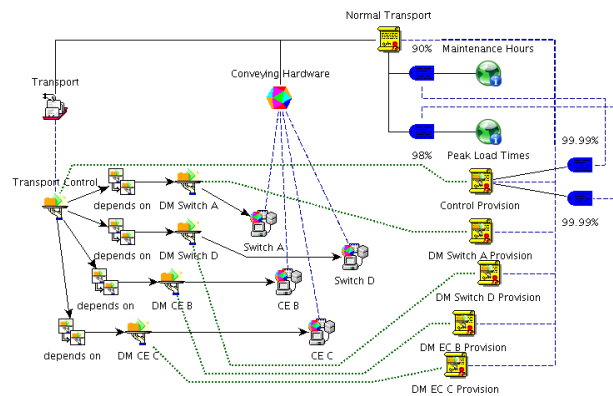 Normal Transport
90% Maintenance Hours
Transport
Conveying Hardware
98% Peak Load Times
99.99%
Transport Control
depends on
DM Switch A
Control Provision
99.99%
Switch A
depends on
DM Switch D
DM Switch A Provision
Switch D
depends on
DM CE B
CE B
DM Switch D Provision
depends on
DM CE C
CE C
DM EC B Provision
DM EC C Provision